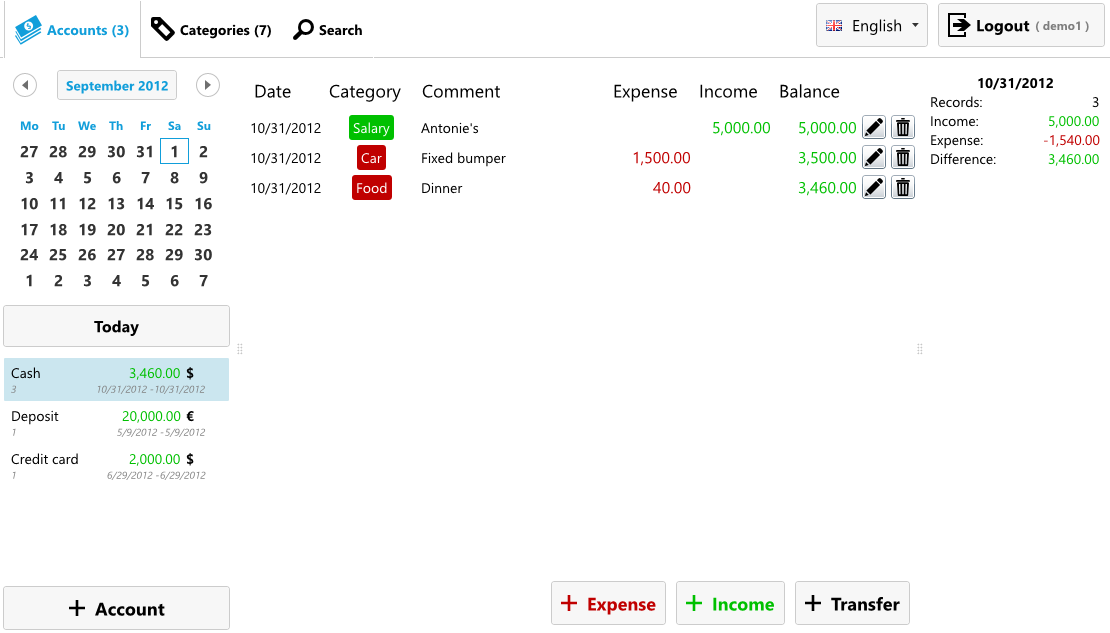 Accounts (3) Categories (7) Search English Logout ( demo1 )
September 2012
Mo Tu We Th Fr Sa Su
27 28 29 30 31 1 2
3 4 5 6 7 8 9
10 11 12 13 14 15 16
17 18 19 20 21 22 23
24 25 26 27 28 29 30
1 2 3 4 5 6 7
Today
Cash 3,460.00 $
3 10/31/2012 -10/31/2012
Deposit 20,000.00 €
1 5/9/2012 -5/9/2012
Credit card 2,000.00 $
1 6/29/2012 -6/29/2012
+ Account
Date Category Comment Expense Income Balance
10/31/2012 Salary Antonie's 5,000.00 5,000.00
10/31/2012 Car Fixed bumper 1,500.00 3,500.00
10/31/2012 Food Dinner 40.00 3,460.00
+ Expense + Income + Transfer
10/31/2012
Records: 3
Income: 5,000.00
Expense: -1,540.00
Difference: 3,460.00